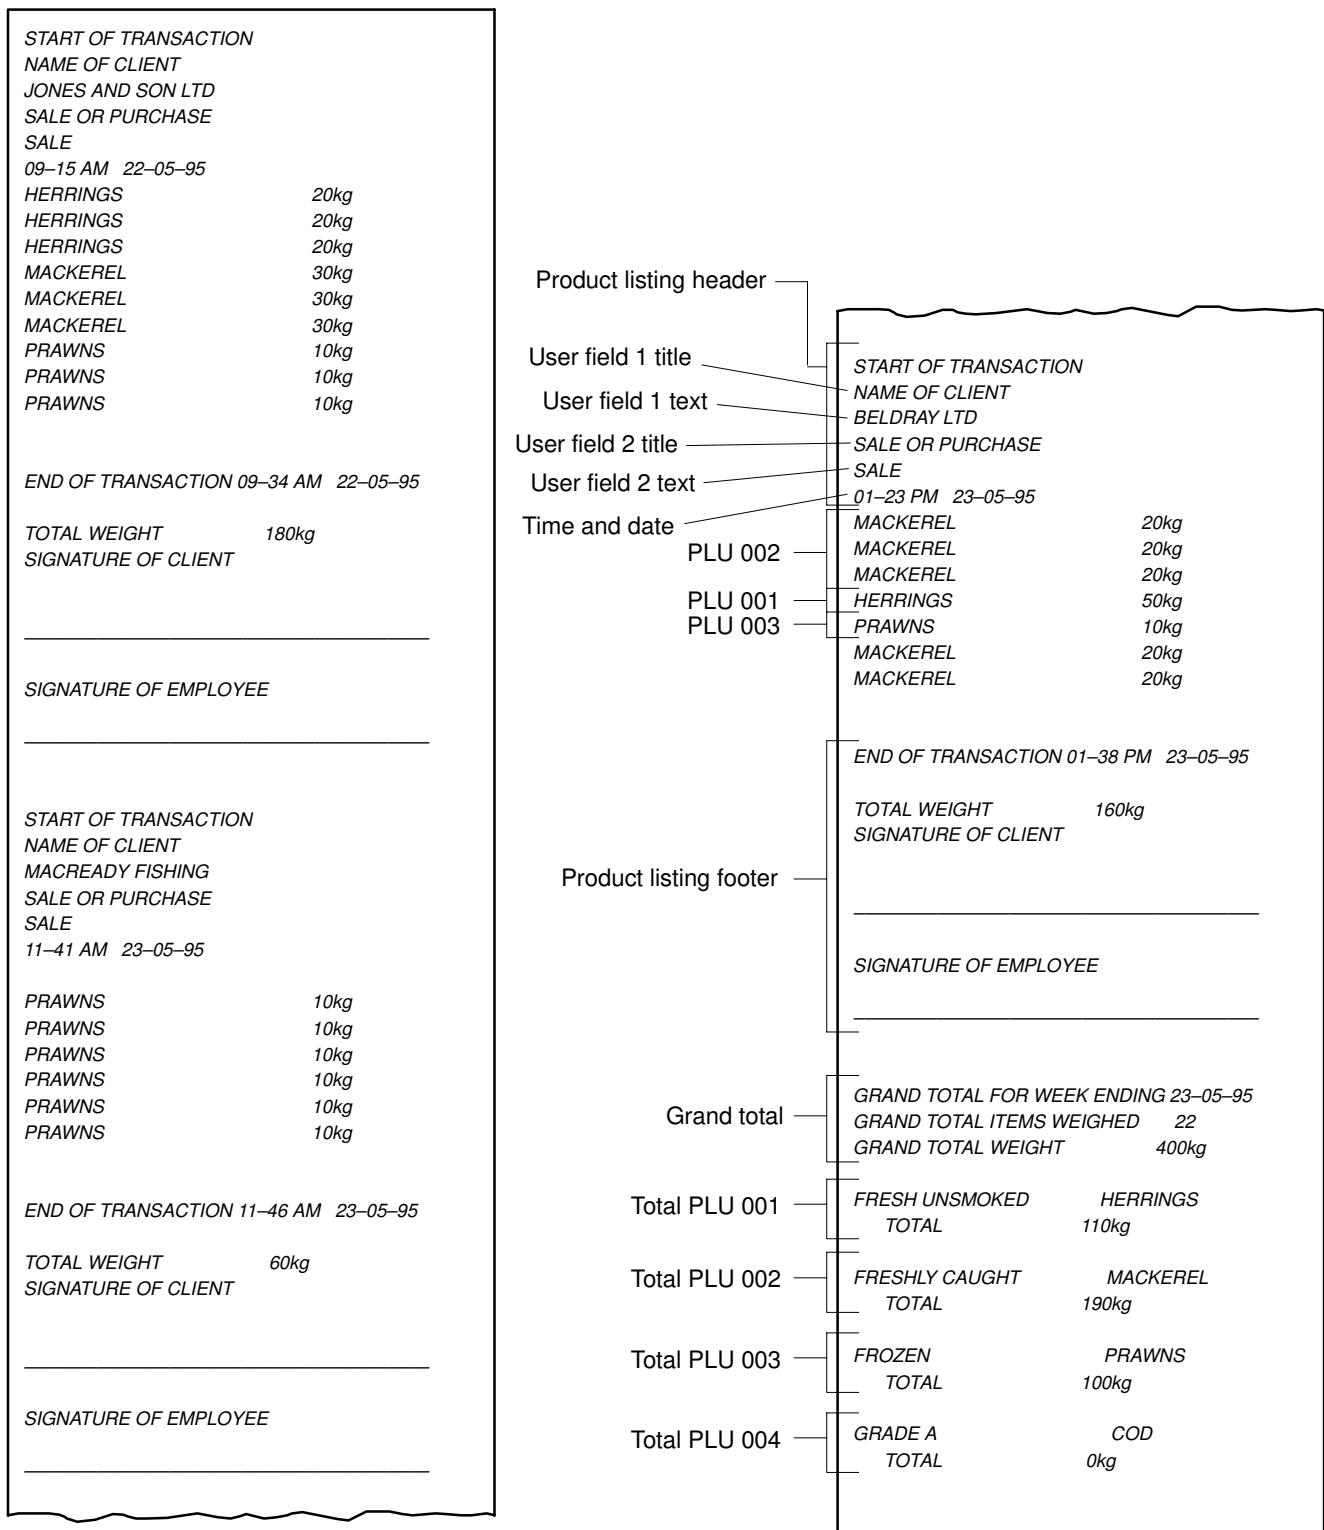 START OF TRANSACTION
NAME OF CLIENT
JONES AND SON LTD
SALE OR PURCHASE
SALE
09–15 AM 22–05–95
HERRINGS 20kg
HERRINGS 20kg
HERRINGS 20kg
MACKEREL 30kg
MACKEREL 30kg
MACKEREL 30kg
PRAWNS 10kg
PRAWNS 10kg
PRAWNS 10kg
END OF TRANSACTION 09–34 AM 22–05–95
TOTAL WEIGHT 180kg
SIGNATURE OF CLIENT
SIGNATURE OF EMPLOYEE
START OF TRANSACTION
NAME OF CLIENT
MACREADY FISHING
SALE OR PURCHASE
SALE
11–41 AM 23–05–95
PRAWNS 10kg
PRAWNS 10kg
PRAWNS 10kg
PRAWNS 10kg
PRAWNS 10kg
PRAWNS 10kg
END OF TRANSACTION 11–46 AM 23–05–95
TOTAL WEIGHT 60kg
SIGNATURE OF CLIENT
SIGNATURE OF EMPLOYEE
Product listing header
User field 1 title
User field 1 text
User field 2 title
User field 2 text
Time and date
PLU 002
PLU 001
PLU 003
Product listing footer
Grand total
Total PLU 001
Total PLU 002
Total PLU 003
Total PLU 004
START OF TRANSACTION
NAME OF CLIENT
BELDRAY LTD
SALE OR PURCHASE
SALE
01–23 PM 23–05–95
MACKEREL 20kg
MACKEREL 20kg
MACKEREL 20kg
HERRINGS 50kg
PRAWNS 10kg
MACKEREL 20kg
MACKEREL 20kg
END OF TRANSACTION 01–38 PM 23–05–95
TOTAL WEIGHT 160kg
SIGNATURE OF CLIENT
SIGNATURE OF EMPLOYEE
GRAND TOTAL FOR WEEK ENDING 23–05–95
GRAND TOTAL ITEMS WEIGHED 22
GRAND TOTAL WEIGHT 400kg
FRESH UNSMOKED HERRINGS
TOTAL 110kg
FRESHLY CAUGHT MACKEREL
TOTAL 190kg
FROZEN PRAWNS
TOTAL 100kg
GRADE A COD
TOTAL 0kg